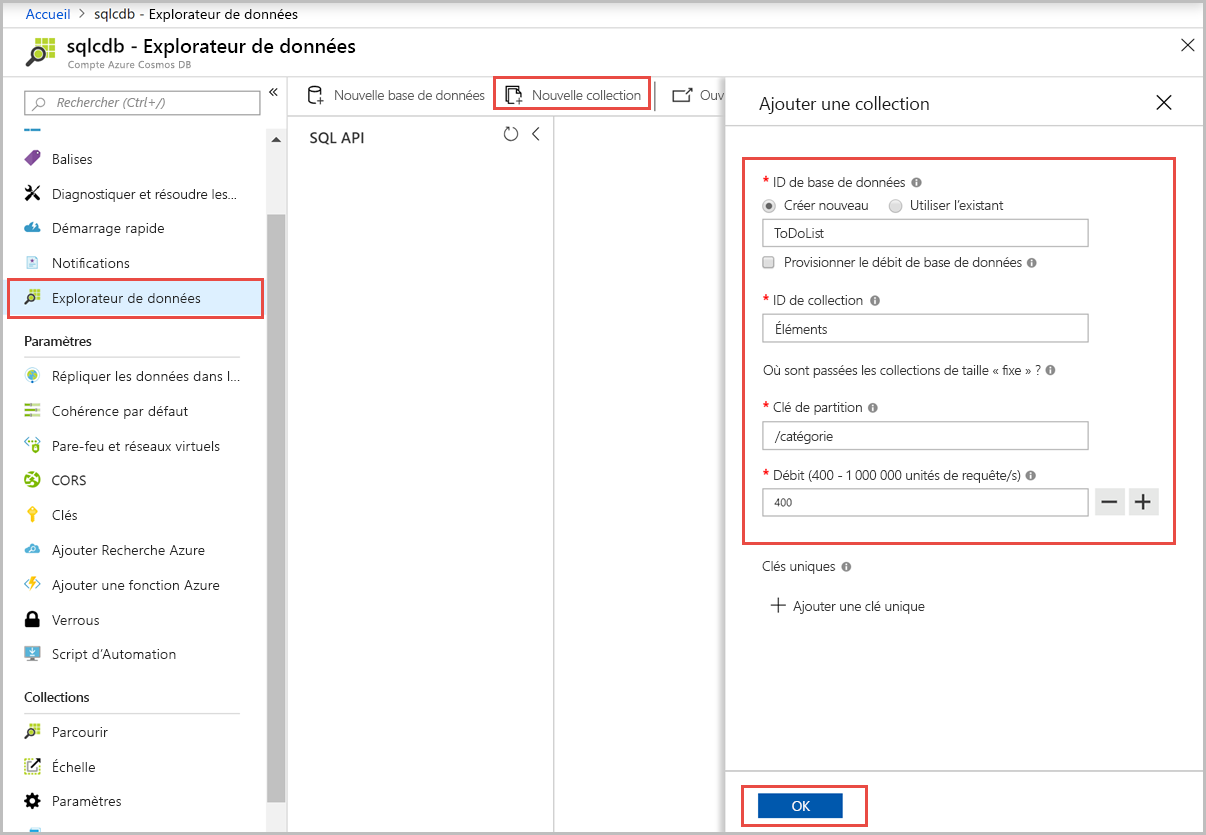 Accueil > sqlcdb - Explorateur de données
sqlcdb - Explorateur de données
Compte Azure Cosmos DB
Rechercher (Ctrl+/)
«
Balises
Diagnostiquer et résoudre les...
Démarrage rapide
Notifications
Explorateur de données
Paramètres
Répliquer les données dans l...
Cohérence par défaut
Pare-feu et réseaux virtuels
CORS
Clés
Ajouter Recherche Azure
Ajouter une fonction Azure
Verrous
Script d’Automation
Collections
Parcourir
Échelle
Paramètres
Nouvelle base de données
Nouvelle collection
Ouv
SQL API
Ajouter une collection
* ID de base de données
Créer nouveau
Utiliser l’existant
ToDoList
Provisionner le débit de base de données
* ID de collection
Éléments
Où sont passées les collections de taille « fixe » ?
* Clé de partition
/catégorie
* Débit (400 - 1 000 000 unités de requête/s)
400
Clés uniques
Ajouter une clé unique
OK